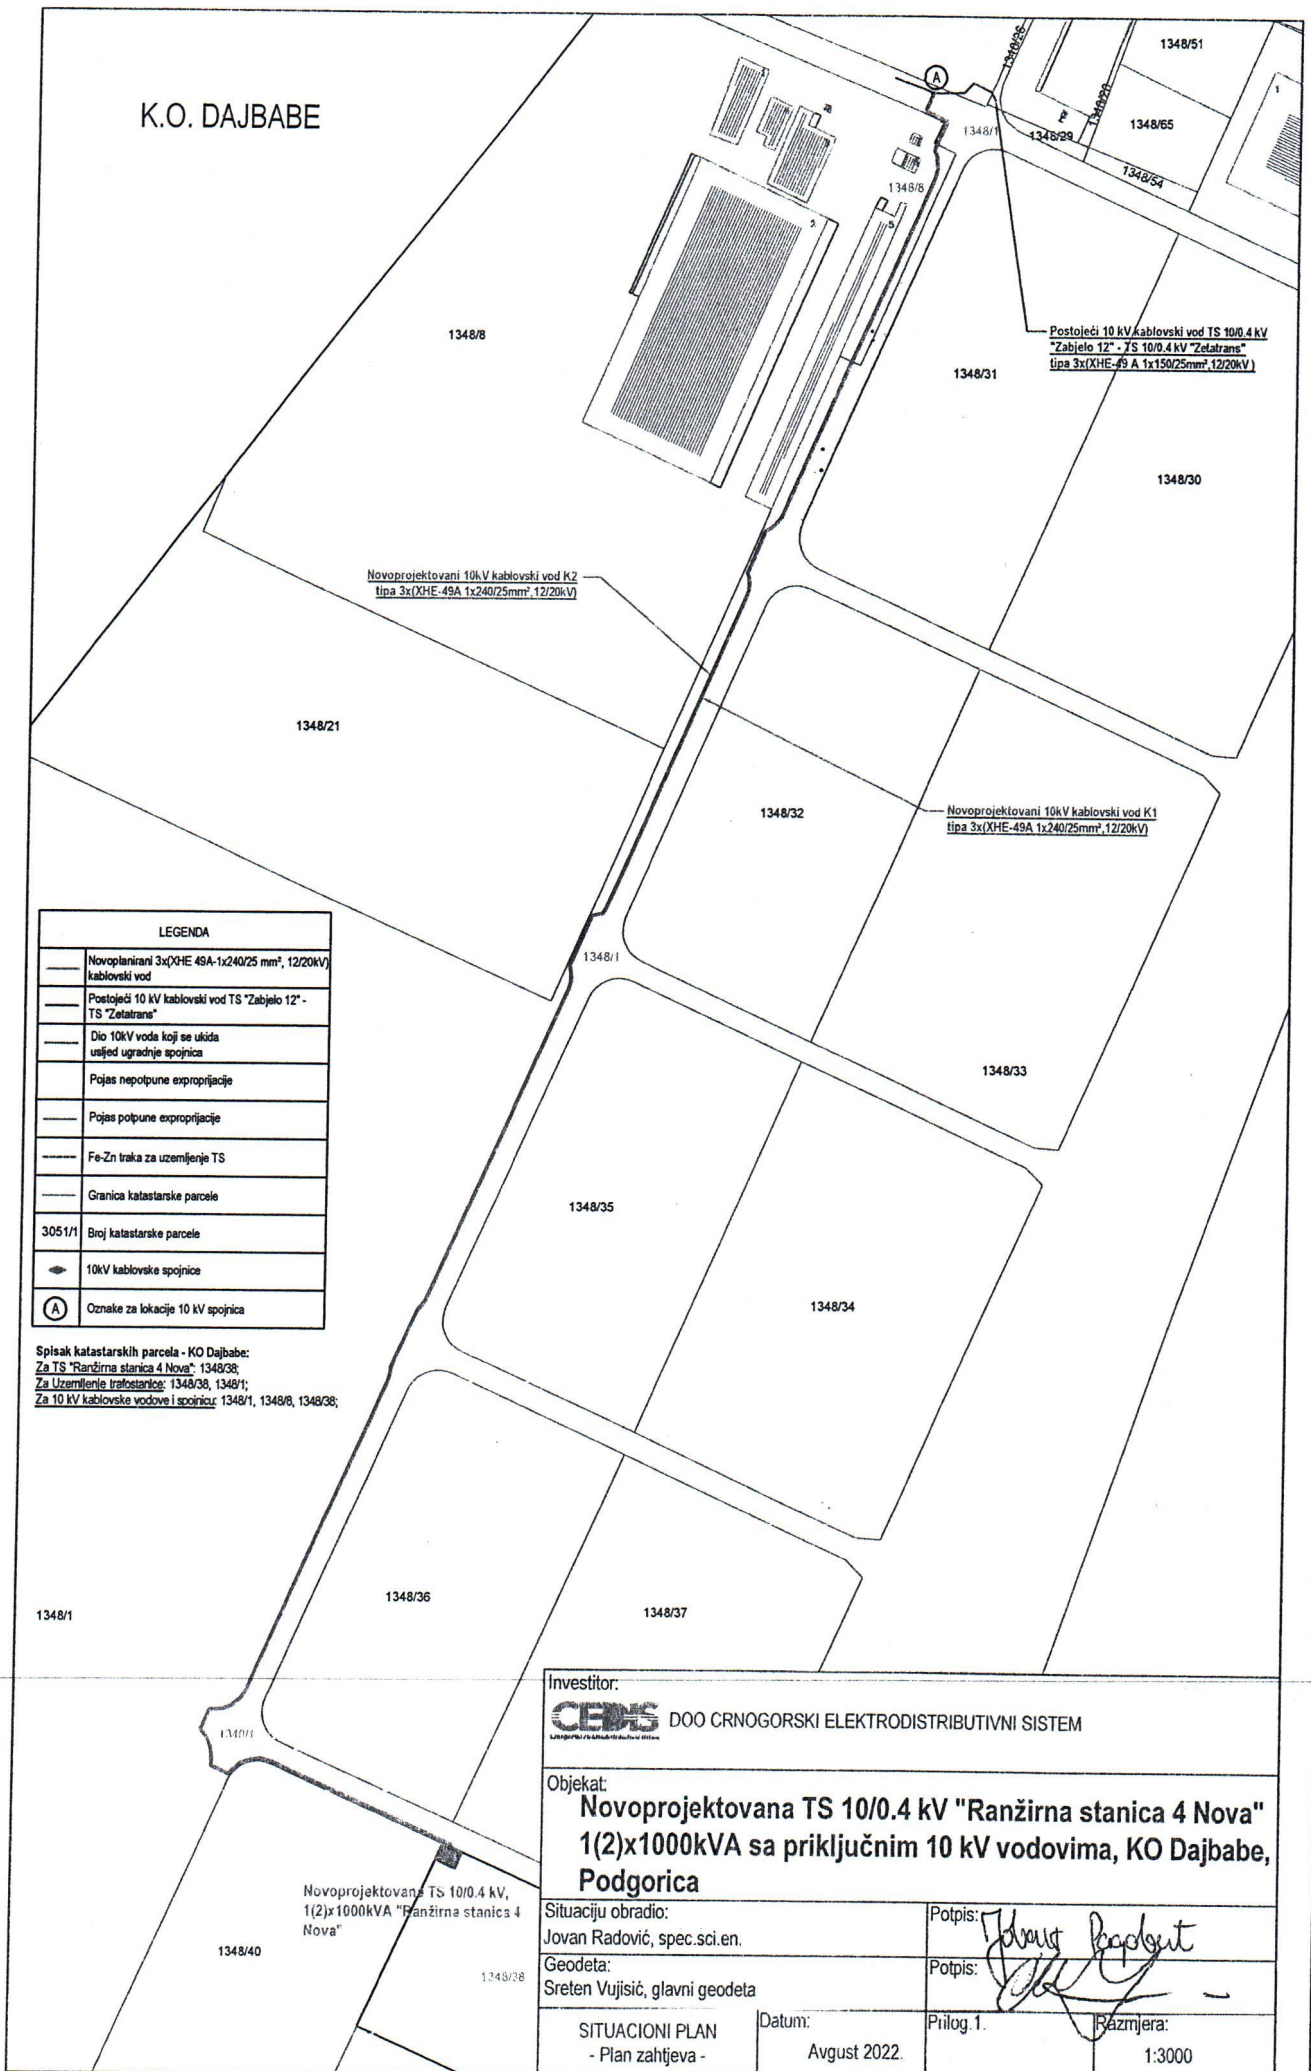 K.O. DAJBABE
A
1348/26
1348/51
1348/1
1348/29
1348/65
1348/54
1348/8
1348/8
Postojeći 10 kV kablovski vod TS 10/0.4 kV
"Zabjelo 12" - TS 10/0.4 kV "Zetatrans"
tipa 3x(XHE-49 A 1x150/25mm²,12/20kV )
1348/31
1348/30
Novoprojektovani 10kV kablovski vod K2
tipa 3x(XHE-49A 1x240/25mm²,12/20kV)
1348/21
1348/32
Novoprojektovani 10kV kablovski vod K1
tipa 3x(XHE-49A 1x240/25mm²,12/20kV)
1348/1
1348/33
LEGENDA
Novoplanirani 3x(XHE 49A-1x240/25 mm², 12/20kV)
kablovski vod
Postojeći 10 kV kablovski vod TS "Zabjelo 12" -
TS "Zetatrans"
Dio 10kV voda koji se ukida
usljed ugradnje spojnica
Pojas nepotpune exproprijacije
Pojas potpune exproprijacije
Fe-Zn traka za uzemljenje TS
Granica katastarske parcele
3051/1 Broj katastarske parcele
10kV kablovske spojnice
A Oznake za lokacije 10 kV spojnica
1348/35
1348/34
Spisak katastarskih parcela - KO Dajbabe:
Za TS "Ranžirna stanica 4 Nova": 1348/38;
Za Uzemljenje trafostanice: 1348/38, 1348/1;
Za 10 kV kablovske vodove i spojnicu: 1348/1, 1348/8, 1348/38;
1348/36
1348/37
1348/1
1348/1
Novoprojektovana TS 10/0.4 kV,
1(2)x1000kVA "Ranžirna stanica 4
Nova"
1348/40
1348/38
Investitor:
CEDIS DOO CRNOGORSKI ELEKTRODISTRIBUTIVNI SISTEM
Objekat:
Novoprojektovana TS 10/0.4 kV "Ranžirna stanica 4 Nova"
1(2)x1000kVA sa priključnim 10 kV vodovima, KO Dajbabe,
Podgorica
Situaciju obradio:
Jovan Radović, spec.sci.en.
Potpis:
Geodeta:
Sreten Vujisić, glavni geodeta
Potpis:
SITUACIONI PLAN
- Plan zahtjeva -
Datum:
Avgust 2022.
Prilog.1.
Razmjera:
1:3000